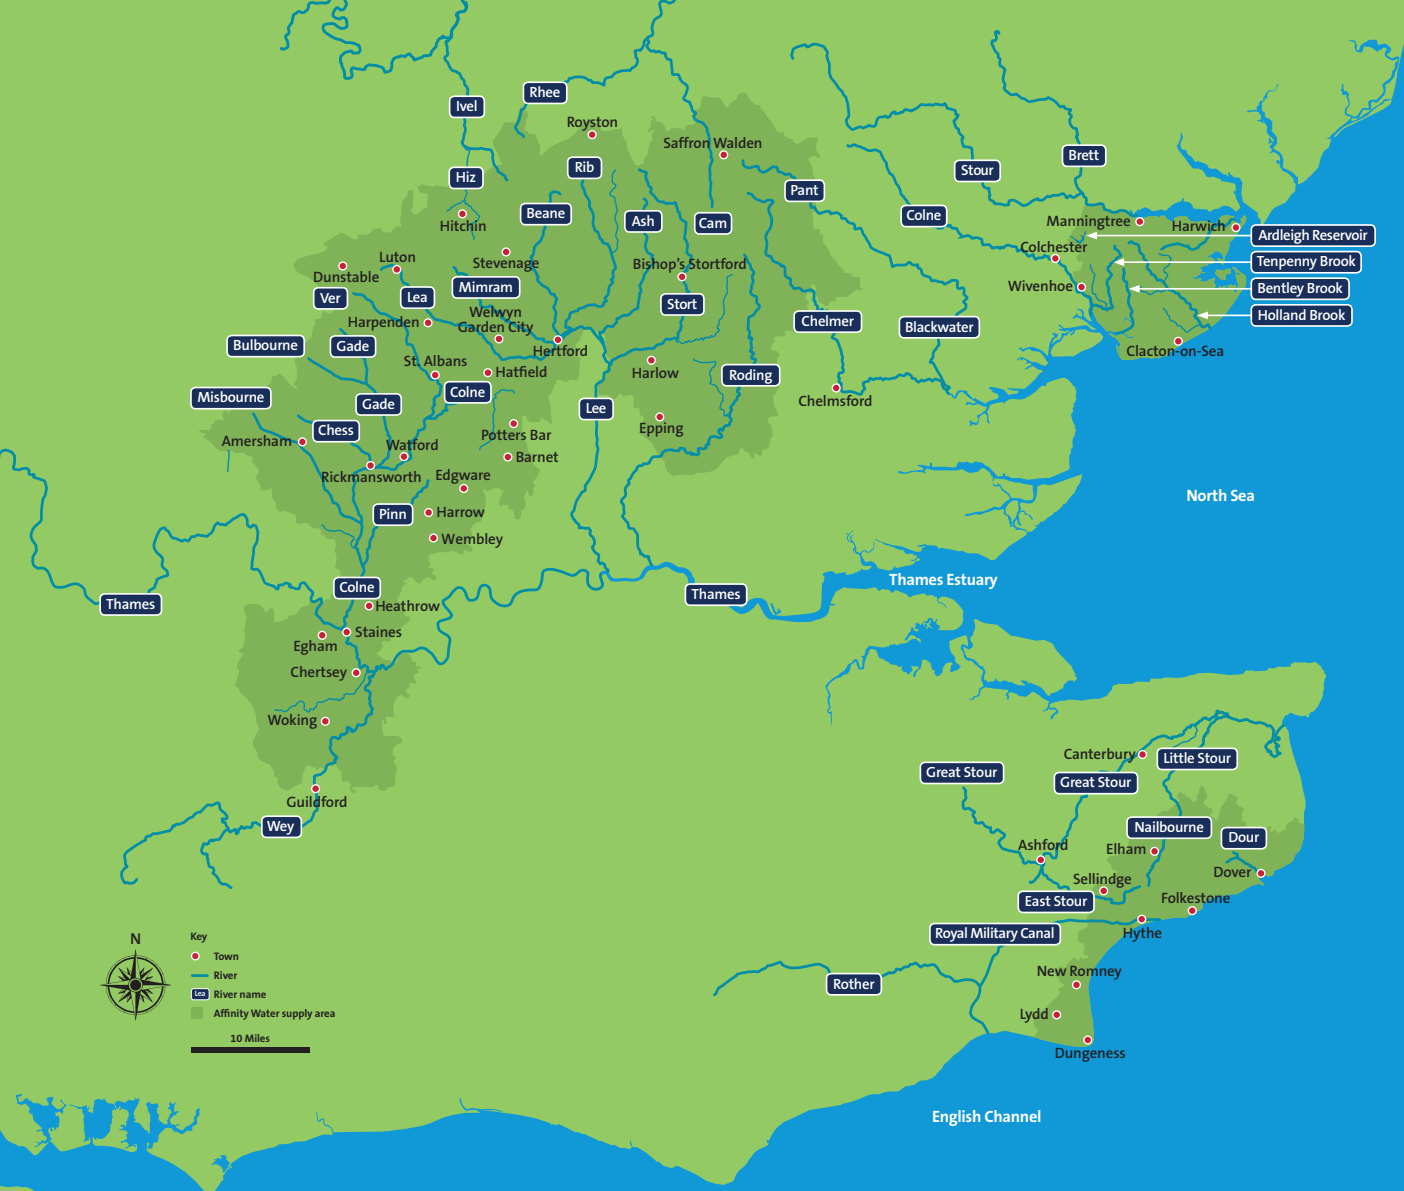 Rhee
Ivel
Royston
Saffron Walden
Brett
Rib
Stour
Hiz
Pant
Beane
Ash
Cam
Colne
Hitchin
Manningtree
Harwich
Ardleigh Reservoir
Colchester
Luton
Stevenage
Bishop's Stortford
Tenpenny Brook
Dunstable
Mimram
Wivenhoe
Bentley Brook
Ver
Lea
Stort
Welwyn
Garden City
Holland Brook
Harpenden
Chelmer
Blackwater
Bulbourne
Gade
Hertford
Clacton-on-Sea
St. Albans
Hatfield
Harlow
Roding
Misbourne
Colne
Chelmsford
Gade
Lee
Chess
Epping
Amersham
Watford
Potters Bar
Barnet
Rickmansworth
Edgware
North Sea
Pinn
Harrow
Wembley
Thames Estuary
Colne
Thames
Thames
Heathrow
Staines
Egham
Chertsey
Woking
Canterbury
Little Stour
Great Stour
Great Stour
Guildford
Wey
Nailbourne
Dour
Ashford
Elham
Dover
Sellindge
East Stour
Folkestone
Royal Military Canal
Hythe
New Romney
Rother
Lydd
Dungeness
English Channel
N
Key
Town
River
Lea
River name
Affinity Water supply area
10 Miles